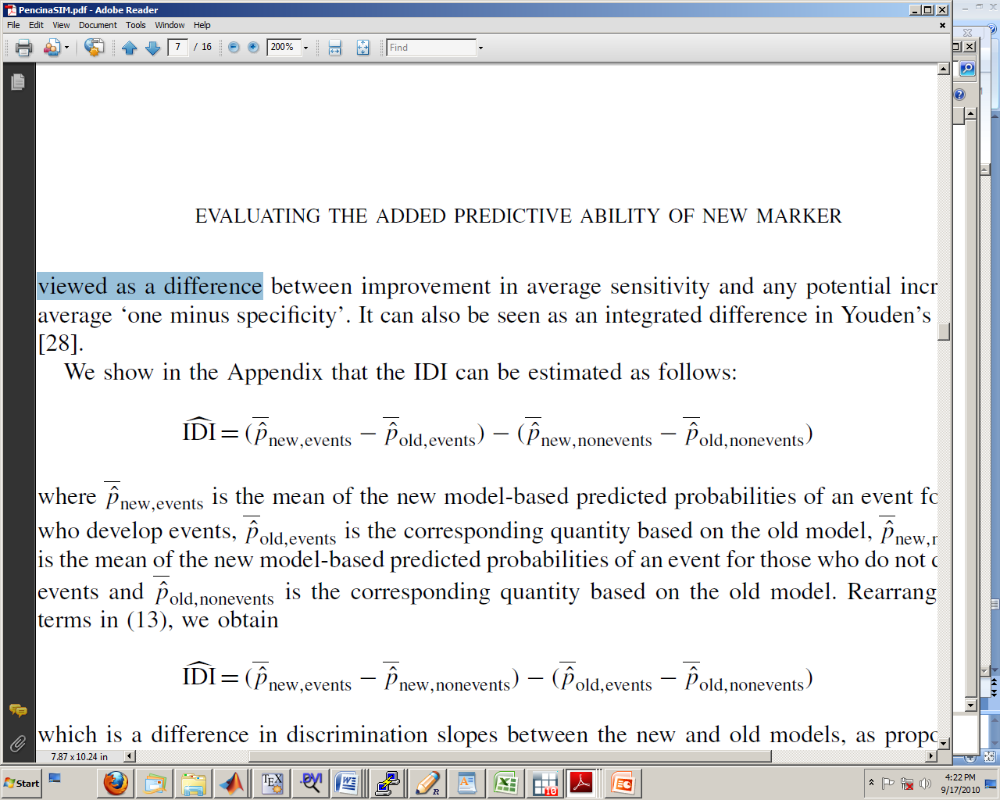 PencinaSIM.pdf - Adobe Reader
File Edit View Document Tools Window Help
7 / 16 200% Find
EVALUATING THE ADDED PREDICTIVE ABILITY OF NEW MARKER
viewed as a difference between improvement in average sensitivity and any potential incr
average ‘one minus specificity’. It can also be seen as an integrated difference in Youden’s
[28].
We show in the Appendix that the IDI can be estimated as follows:
$\widehat{\mathrm{IDI}} = (\overline{\hat{p}}_{\text{new,events}} - \overline{\hat{p}}_{\text{old,events}}) - (\overline{\hat{p}}_{\text{new,nonevents}} - \overline{\hat{p}}_{\text{old,nonevents}})$
where $\overline{\hat{p}}_{\text{new,events}}$ is the mean of the new model-based predicted probabilities of an event fo
who develop events, $\overline{\hat{p}}_{\text{old,events}}$ is the corresponding quantity based on the old model, $\overline{\hat{p}}_{\text{new,n}}$
is the mean of the new model-based predicted probabilities of an event for those who do not d
events and $\overline{\hat{p}}_{\text{old,nonevents}}$ is the corresponding quantity based on the old model. Rearrang
terms in (13), we obtain
$\widehat{\mathrm{IDI}} = (\overline{\hat{p}}_{\text{new,events}} - \overline{\hat{p}}_{\text{new,nonevents}}) - (\overline{\hat{p}}_{\text{old,events}} - \overline{\hat{p}}_{\text{old,nonevents}})$
which is a difference in discrimination slopes between the new and old models, as propo
7.87 x 10.24 in
Start TEX DVI W R A 10 4:22 PM
9/17/2010